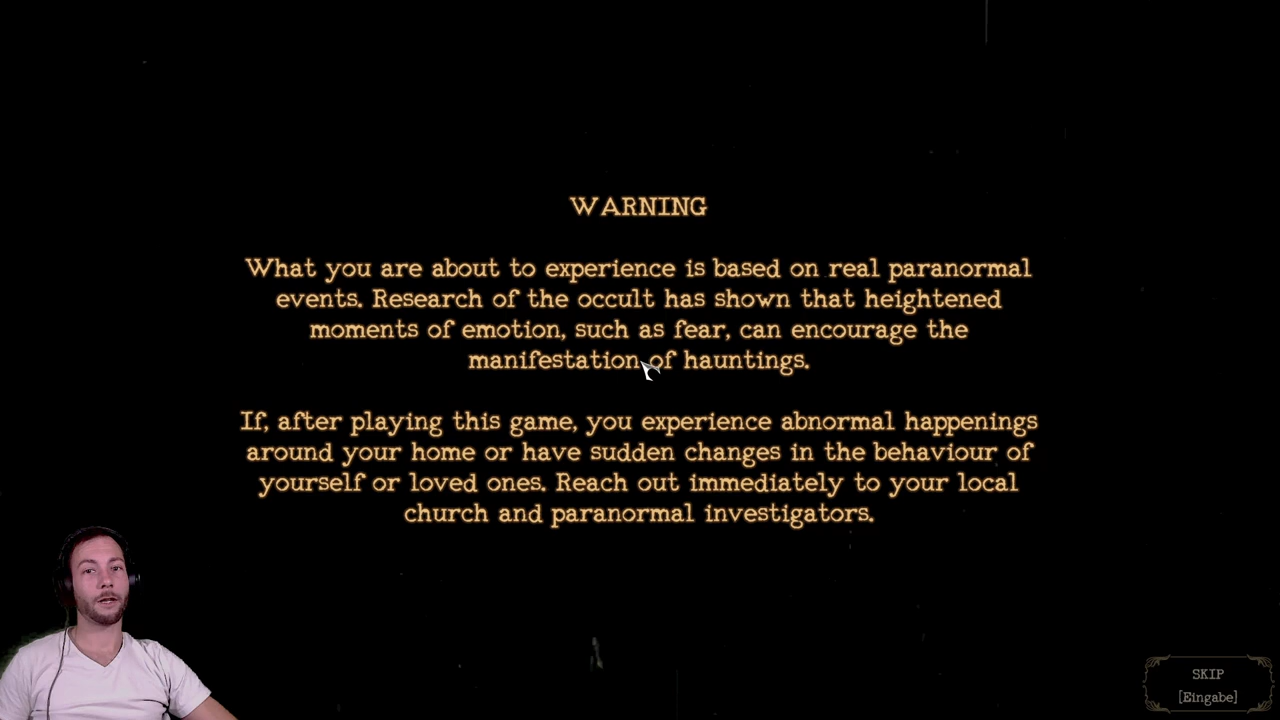 WARNING
What you are about to experience is based on real paranormal
events. Research of the occult has shown that heightened
moments of emotion, such as fear, can encourage the
manifestation of hauntings.
If, after playing this game, you experience abnormal happenings
around your home or have sudden changes in the behaviour of
yourself or loved ones. Reach out immediately to your local
church and paranormal investigators.
SKIP
[Eingabe]